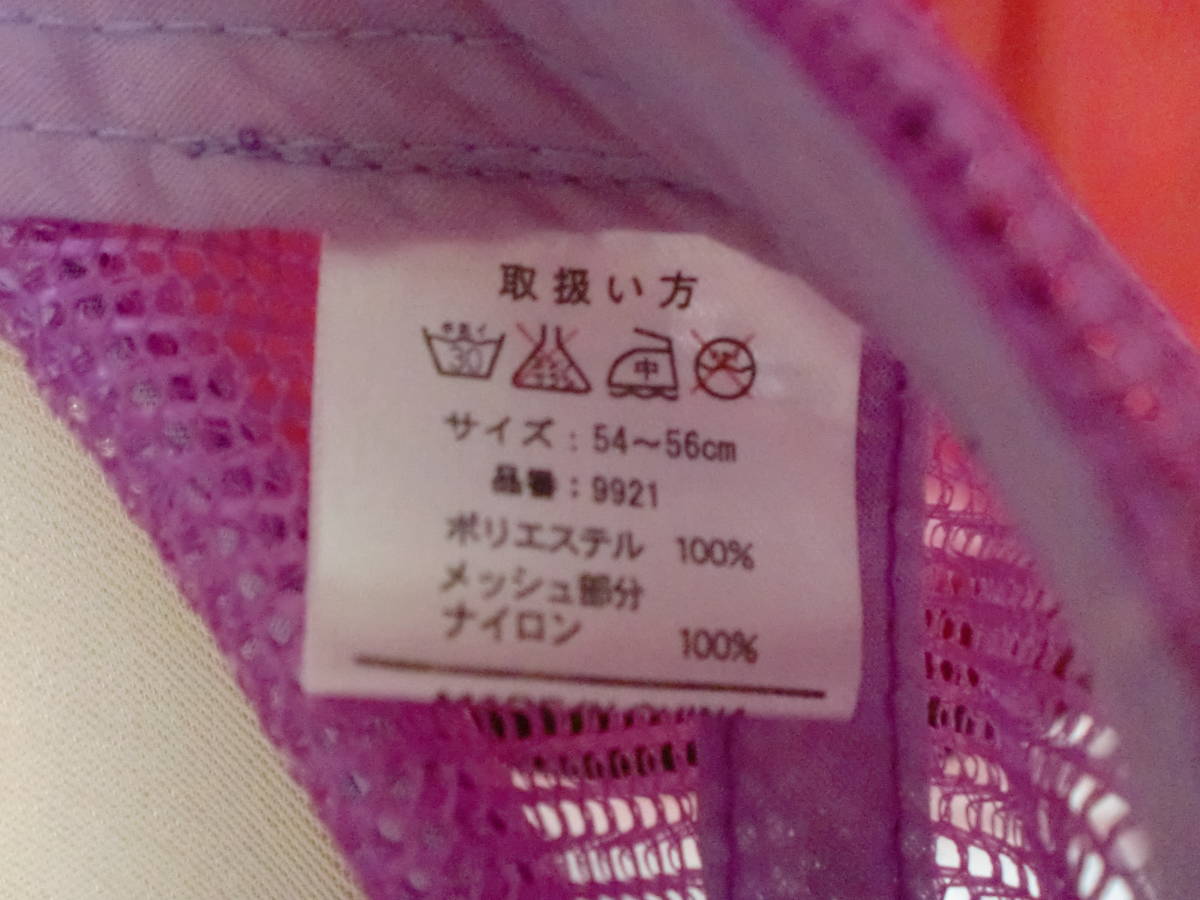 取扱い方
30 中
サイズ：54～56cm
品番：9921
ポリエステル 100%
メッシュ部分
ナイロン 100%